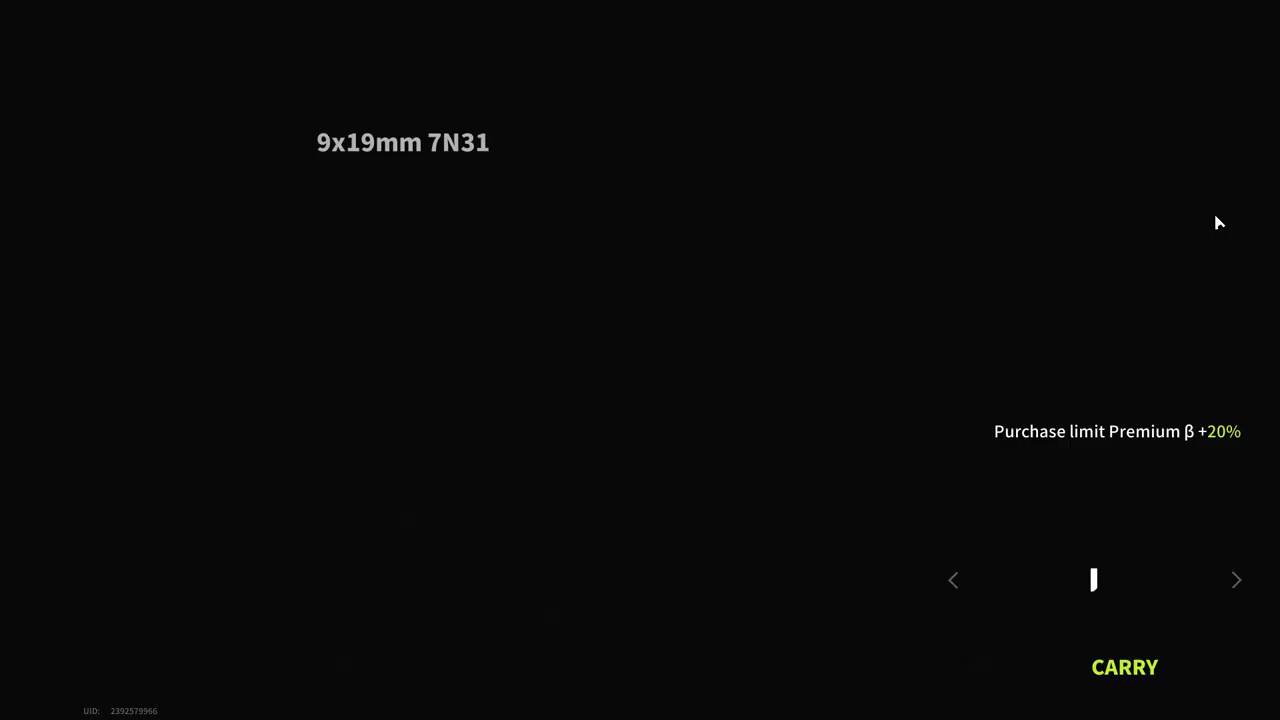 9x19mm 7N31
Purchase limit Premium β +20%
CARRY
UID: 2392579966